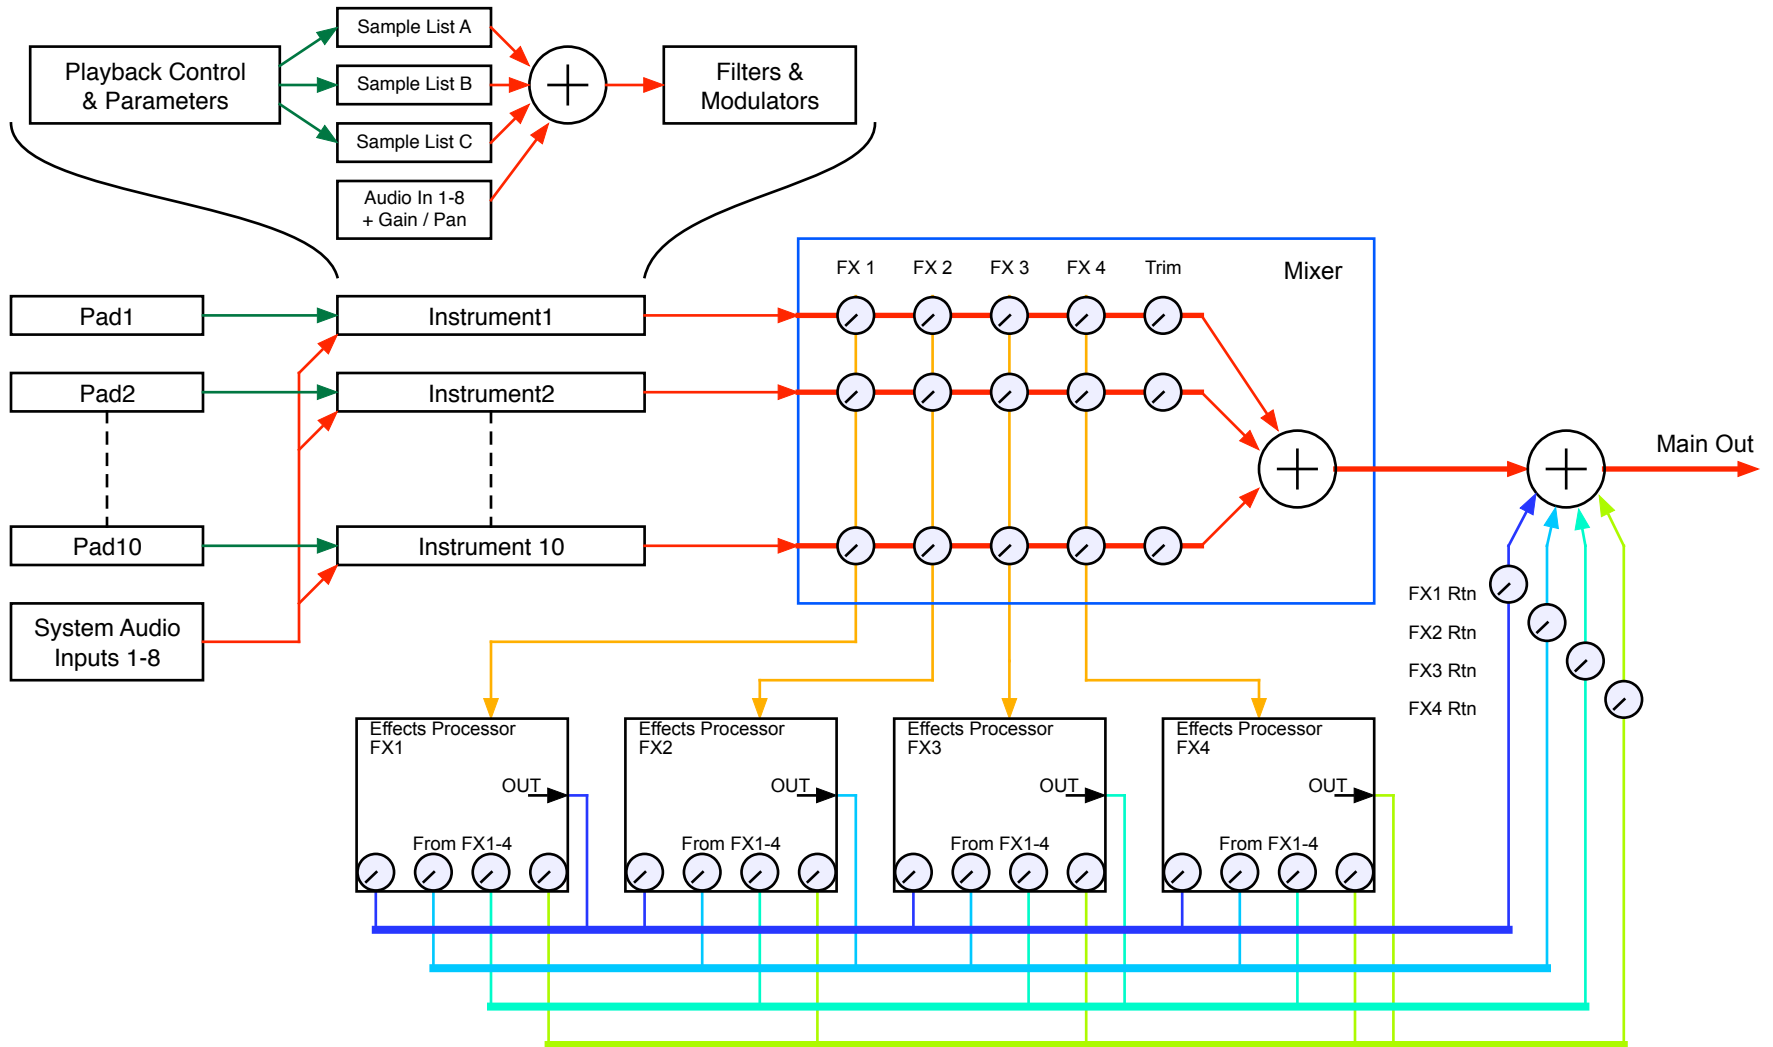 Sample List A
Playback Control
& Parameters
Sample List B
Filters &
Modulators
Sample List C
Audio In 1-8
+ Gain / Pan
FX 1
FX 2
FX 3
FX 4
Trim
Mixer
Pad1
Instrument1
Pad2
Instrument2
Main Out
Pad10
Instrument 10
System Audio
Inputs 1-8
FX1 Rtn
FX2 Rtn
FX3 Rtn
FX4 Rtn
Effects Processor
FX1
OUT
From FX1-4
Effects Processor
FX2
OUT
From FX1-4
Effects Processor
FX3
OUT
From FX1-4
Effects Processor
FX4
OUT
From FX1-4